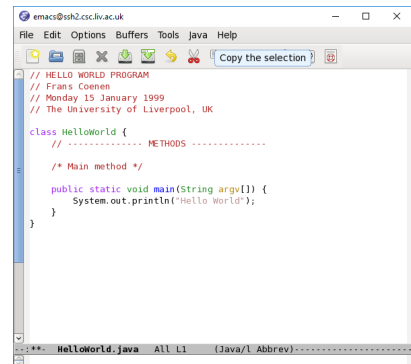 emacs@ssh2.csc.liv.ac.uk
File Edit Options Buffers Tools Java Help
Copy the selection
// HELLO WORLD PROGRAM
// Frans Coenen
// Monday 15 January 1999
// The University of Liverpool, UK
class HelloWorld {
// -------------- METHODS --------------
/* Main method */
public static void main(String argv[]) {
System.out.println("Hello World");
}
}
--:**- HelloWorld.java All L1 (Java/l Abbrev)----------------------